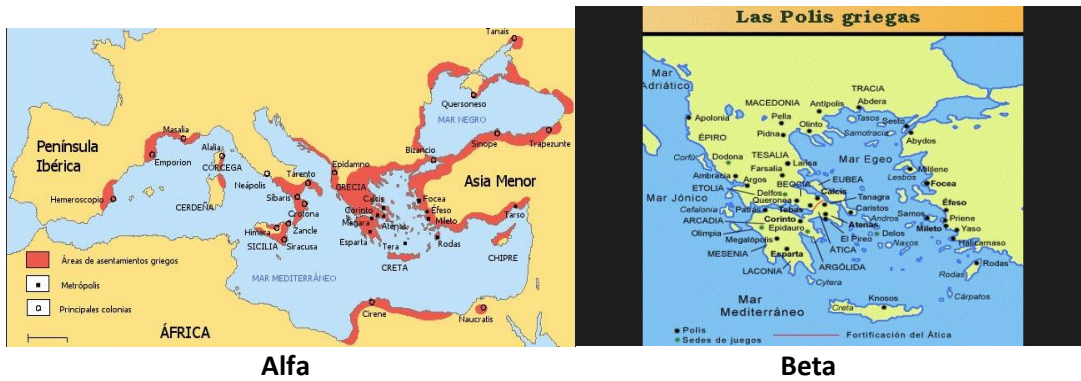 Tanais
Quersoneso
MAR NEGRO
Península
Ibérica
Masalia
Alalia
CÓRCEGA
Emporion
Hemeroscopio
CERDEÑA
Neápolis
Tarento
Síbaris
Crotona
Zancle
Himera
SICILIA
Siracusa
Epidamno
Bizancio
Sinope
Trapezunte
GRECIA
Asia Menor
Focea
Calcis
Corinto
Éfeso
Mileto
Megara
Atenas
Esparta
Tera
Rodas
Tarso
CRETA
CHIPRE
MAR MEDITERRÁNEO
Cirene
Naucratis
ÁFRICA
Áreas de asentamientos griegos
Metrópolis
Principales colonias
Alfa
Las Polis griegas
Mar
Adriático
TRACIA
Abdera
MACEDONIA
Antípolis
Pella
Tasos
Sesto
Apolonia
Olinto
Samotracia
Pidna
Abydos
ÉPIRO
Corfú
Dodona
TESALIA
Larisa
Mar Egeo
Farsalia
Lesbos
Ambracia
Argos
EUBEA
Focea
ETOLIA
Delfos
Calcis
Mar Jónico
Queronea
Tanagra
Éfeso
Cefalonia
Patras
Tebas
Caristos
Samos
ARCADIA
Corinto
Atenas
Andros
Priene
Olimpia
Epidauro
Delos
Mileto
Yaso
Megalópolis
El Pireo
Naxos
Halicarnaso
MESENIA
Esparta
ÁTICA
LACONIA
ARGÓLIDA
Rodas
Rodas
Cytera
Cárpatos
Mar
Mediterráneo
Creta
Knosos
Polis
Fortificación del Ática
Sedes de juegos
Beta